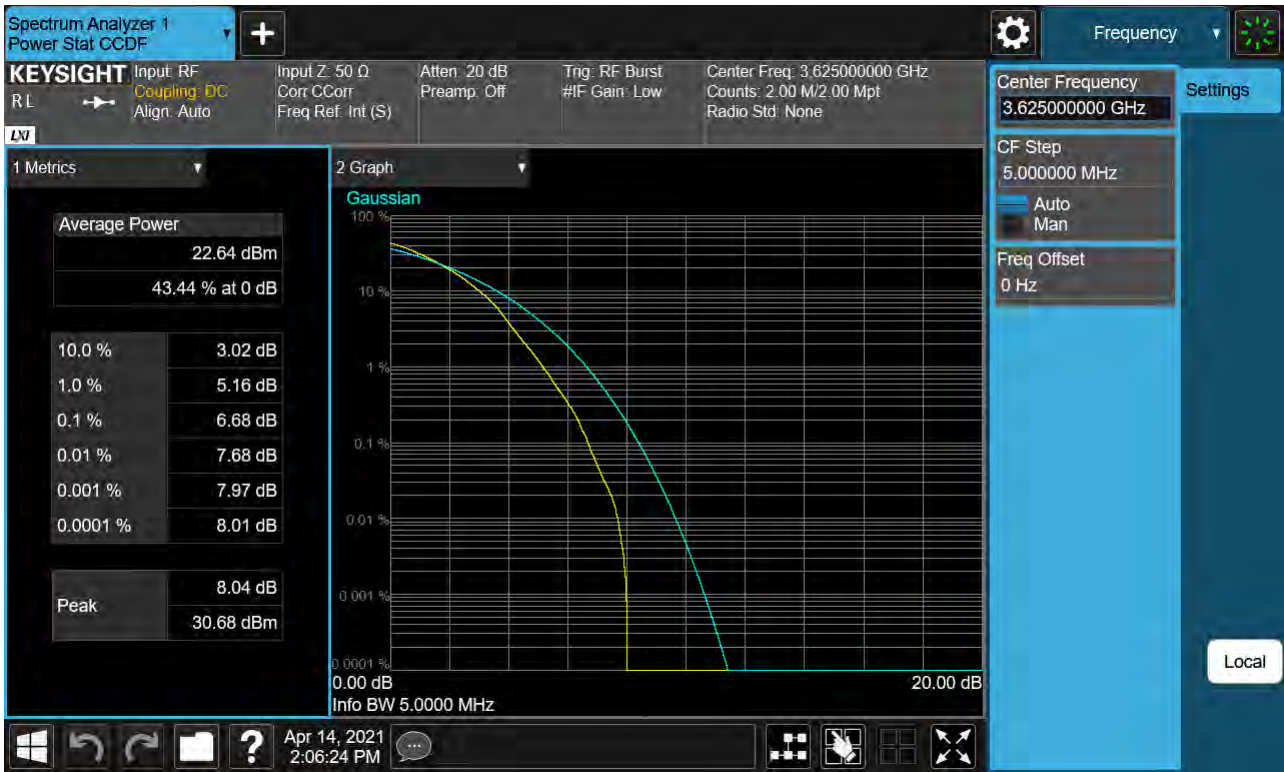 Spectrum Analyzer 1
Power Stat CCDF
Frequency
KEYSIGHT
RL
LXI
Input: RF
Coupling: DC
Align: Auto
Input Z: 50 Ω
Corr CCorr
Freq Ref: Int (S)
Atten: 20 dB
Preamp: Off
Trig: RF Burst
#IF Gain: Low
Center Freq: 3.625000000 GHz
Counts: 2.00 M/2.00 Mpt
Radio Std: None
Center Frequency
3.625000000 GHz
Settings
CF Step
5.000000 MHz
Auto
Man
Freq Offset
0 Hz
1 Metrics
Average Power
22.64 dBm
43.44 % at 0 dB
10.0 % 3.02 dB
1.0 % 5.16 dB
0.1 % 6.68 dB
0.01 % 7.68 dB
0.001 % 7.97 dB
0.0001 % 8.01 dB
Peak 8.04 dB
30.68 dBm
2 Graph
Gaussian
100 %
10 %
1 %
0.1 %
0.01 %
0.001 %
0.0001 %
0.00 dB 20.00 dB
Info BW 5.0000 MHz
Local
?
Apr 14, 2021
2:06:24 PM